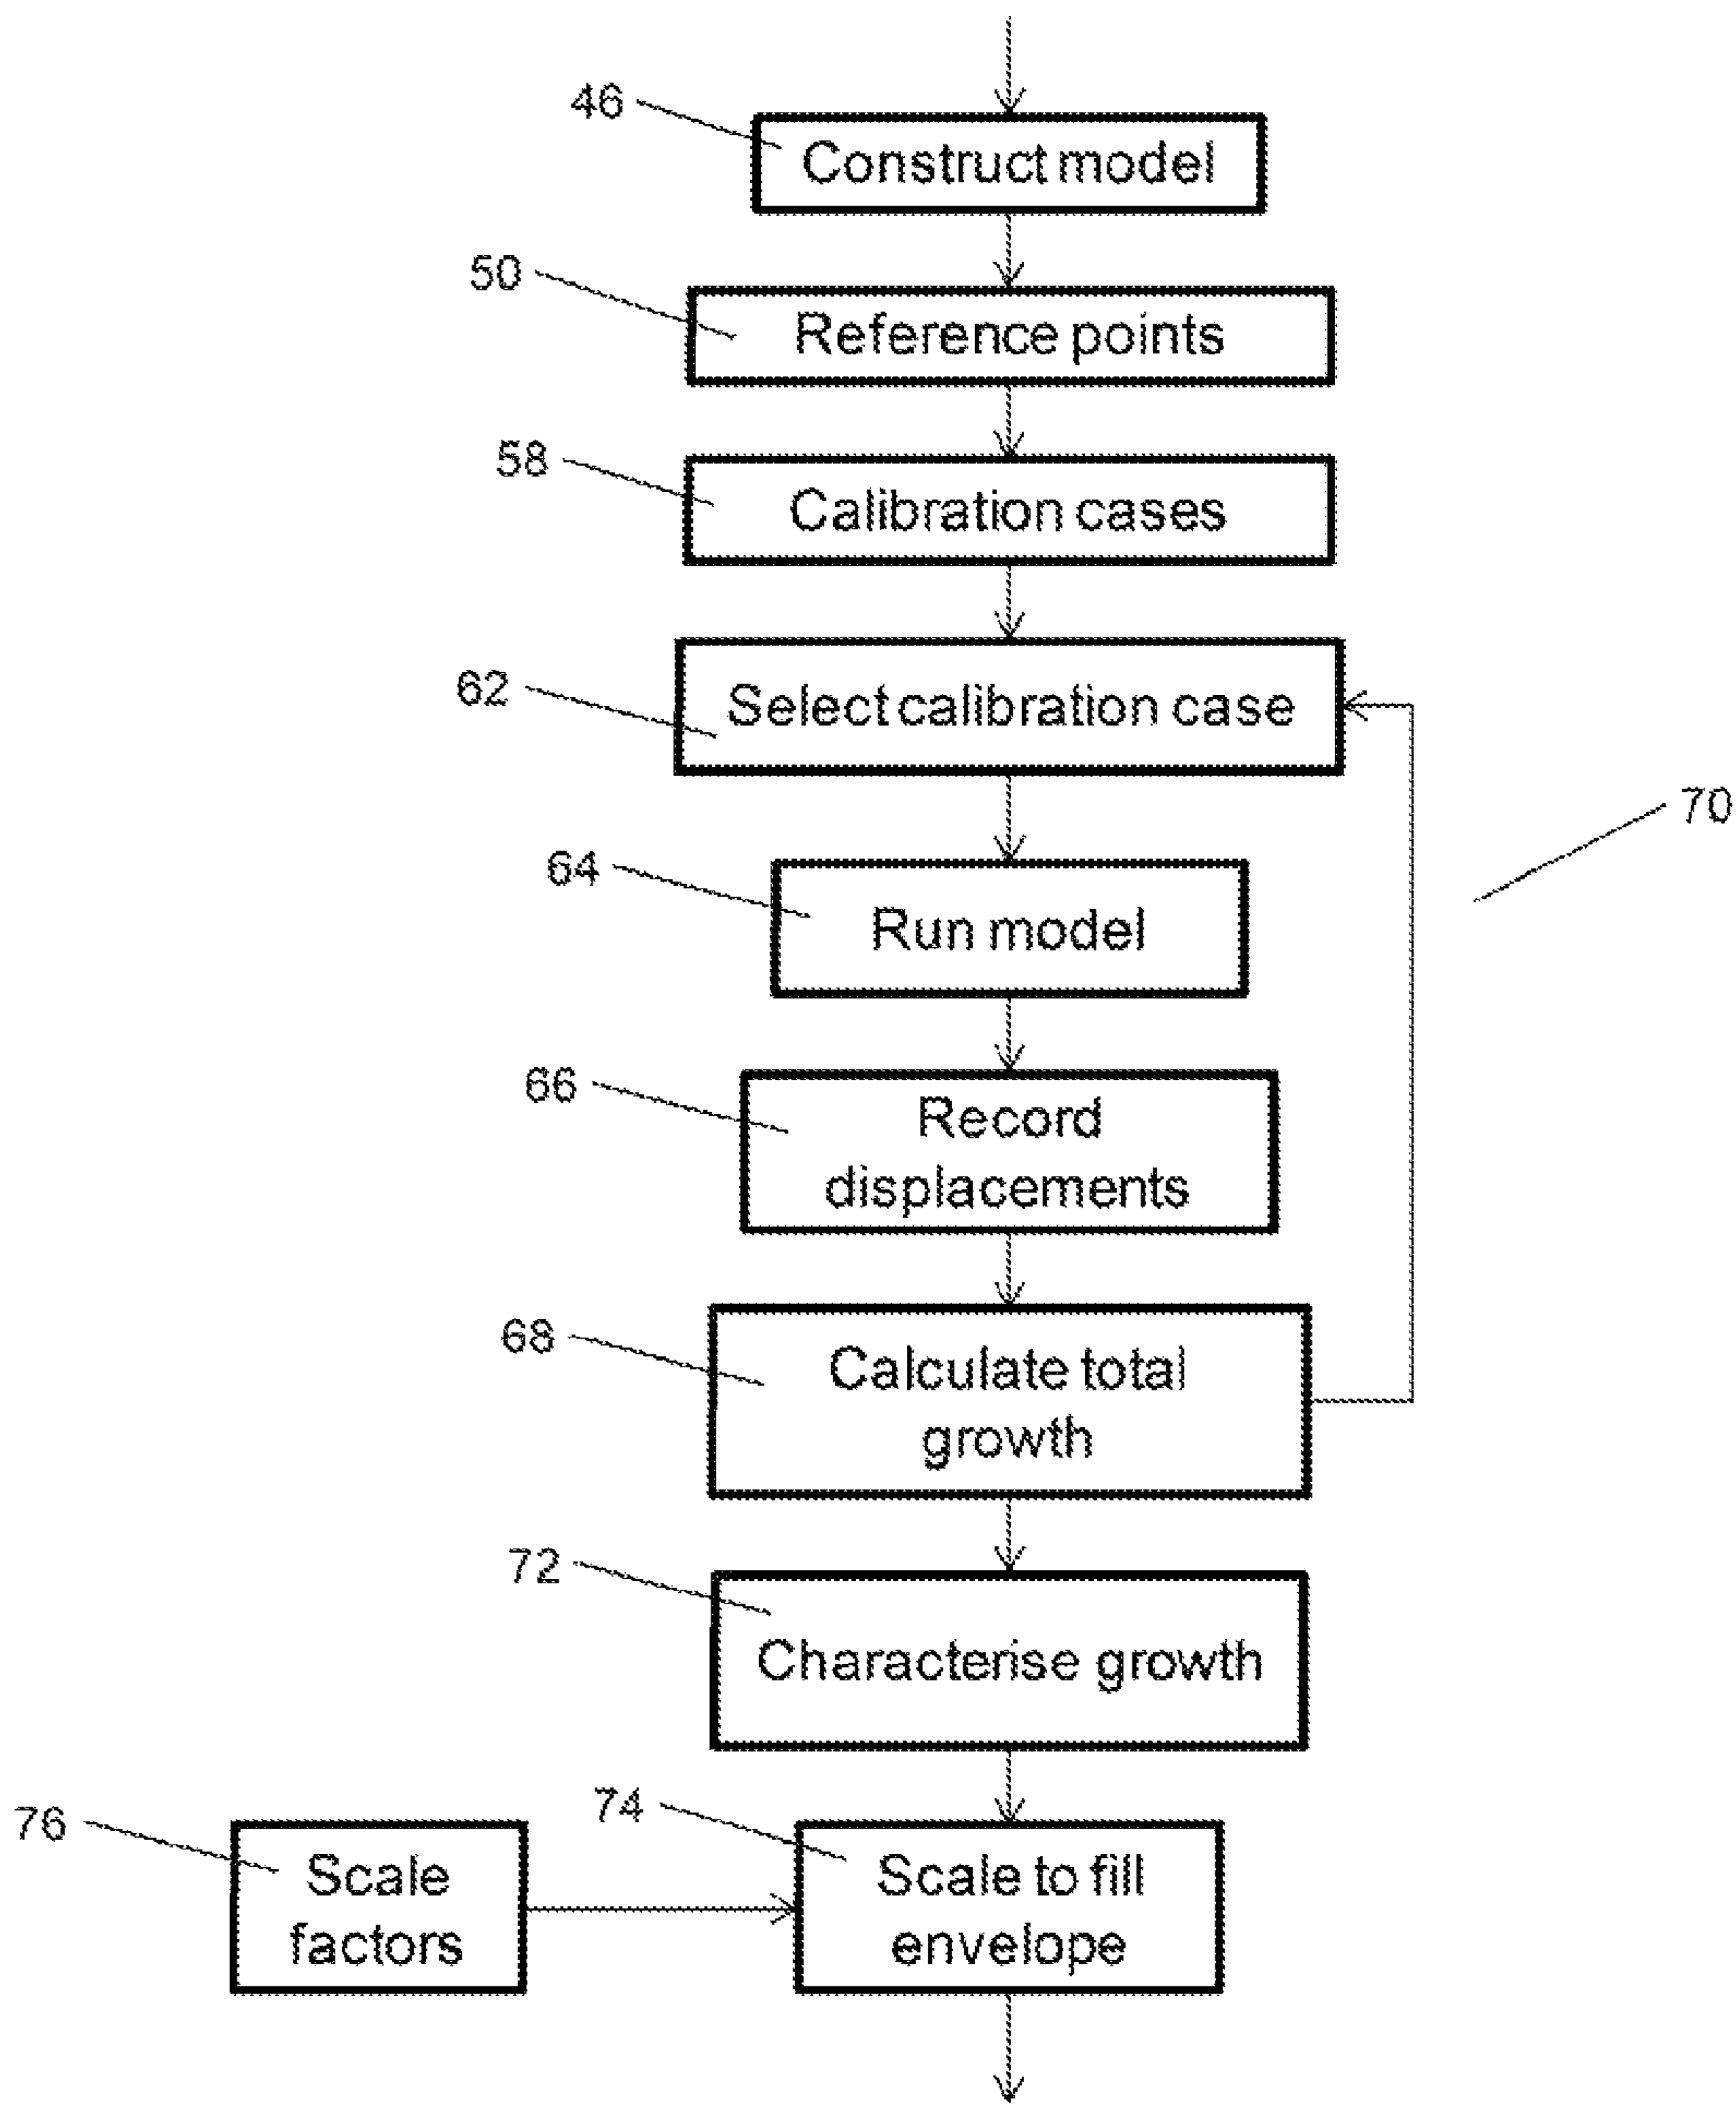 46
Construct model
50
Reference points
58
Calibration cases
62
Select calibration case
70
64
Run model
66
Record
displacements
68
Calculate total
growth
72
Characterise growth
76
Scale
factors
74
Scale to fill
envelope